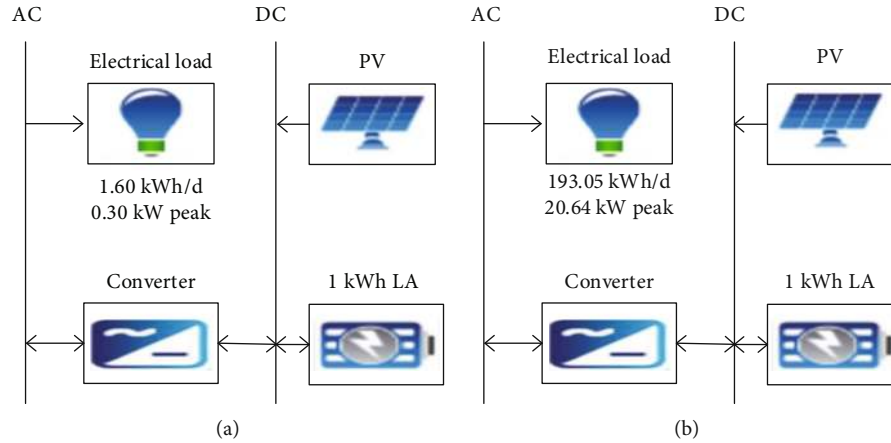 AC
DC
Electrical load
PV
1.60 kWh/d
0.30 kW peak
Converter
1 kWh LA
(a)
AC
DC
Electrical load
PV
193.05 kWh/d
20.64 kW peak
Converter
1 kWh LA
(b)